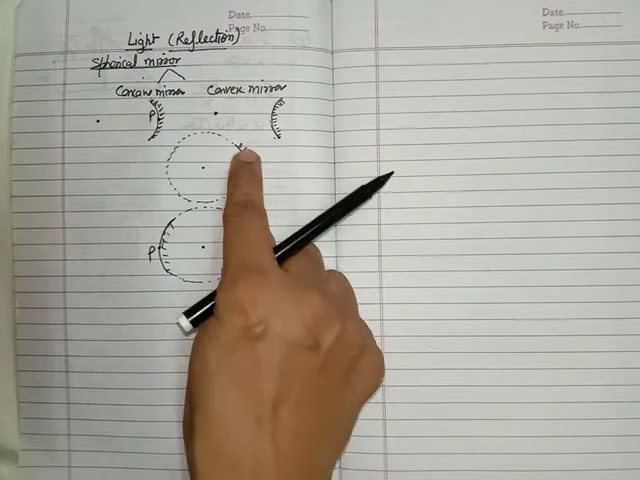 Date
Page No.
Date
Page No.
Light (Reflection)
Spherical mirror
Concave mirror Convex mirror
P
P